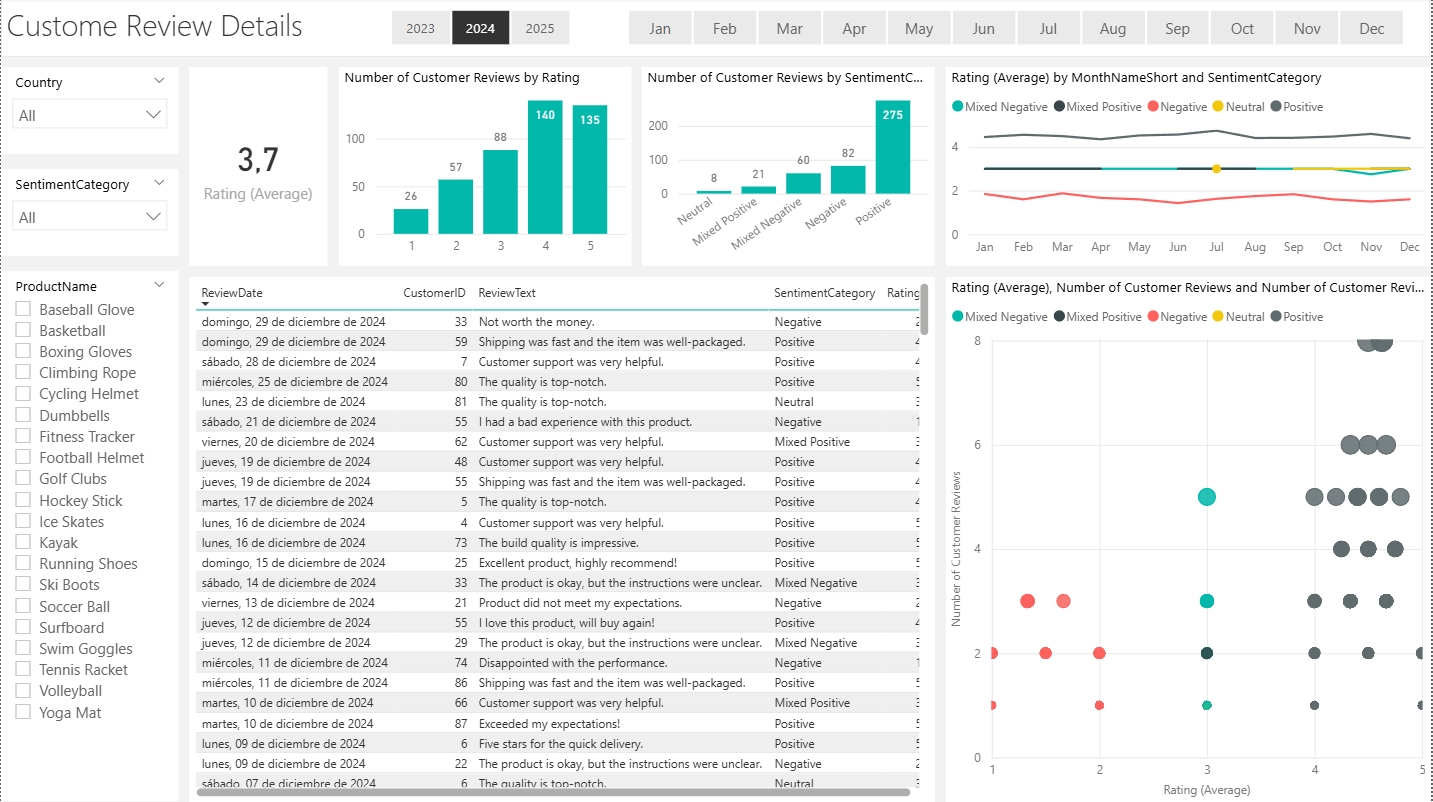 Custome Review Details
2023 2024 2025
Jan Feb Mar Apr May Jun Jul Aug Sep Oct Nov Dec
Country
All
SentimentCategory
All
ProductName
Baseball Glove
Basketball
Boxing Gloves
Climbing Rope
Cycling Helmet
Dumbbells
Fitness Tracker
Football Helmet
Golf Clubs
Hockey Stick
Ice Skates
Kayak
Running Shoes
Ski Boots
Soccer Ball
Surfboard
Swim Goggles
Tennis Racket
Volleyball
Yoga Mat
3,7
Rating (Average)
Number of Customer Reviews by Rating
100
50
0
26 57 88 140 135
1 2 3 4 5
Number of Customer Reviews by SentimentC...
200
100
0
8 21 60 82 275
Neutral Mixed Positive Mixed Negative Negative Positive
Rating (Average) by MonthNameShort and SentimentCategory
Mixed Negative Mixed Positive Negative Neutral Positive
4
2
0
Jan Feb Mar Apr May Jun Jul Aug Sep Oct Nov Dec
ReviewDate CustomerID ReviewText SentimentCategory Rating
domingo, 29 de diciembre de 2024 33 Not worth the money. Negative
domingo, 29 de diciembre de 2024 59 Shipping was fast and the item was well-packaged. Positive
sábado, 28 de diciembre de 2024 7 Customer support was very helpful. Positive
miércoles, 25 de diciembre de 2024 80 The quality is top-notch. Positive
lunes, 23 de diciembre de 2024 81 The quality is top-notch. Neutral
sábado, 21 de diciembre de 2024 55 I had a bad experience with this product. Negative
viernes, 20 de diciembre de 2024 62 Customer support was very helpful. Mixed Positive
jueves, 19 de diciembre de 2024 48 Customer support was very helpful. Positive
jueves, 19 de diciembre de 2024 55 Shipping was fast and the item was well-packaged. Positive
martes, 17 de diciembre de 2024 5 The quality is top-notch. Positive
lunes, 16 de diciembre de 2024 4 Customer support was very helpful. Positive
lunes, 16 de diciembre de 2024 73 The build quality is impressive. Positive
domingo, 15 de diciembre de 2024 25 Excellent product, highly recommend! Positive
sábado, 14 de diciembre de 2024 33 The product is okay, but the instructions were unclear. Mixed Negative
viernes, 13 de diciembre de 2024 21 Product did not meet my expectations. Negative
jueves, 12 de diciembre de 2024 55 I love this product, will buy again! Positive
jueves, 12 de diciembre de 2024 29 The product is okay, but the instructions were unclear. Mixed Negative
miércoles, 11 de diciembre de 2024 74 Disappointed with the performance. Negative
miércoles, 11 de diciembre de 2024 86 Shipping was fast and the item was well-packaged. Positive
martes, 10 de diciembre de 2024 66 Customer support was very helpful. Mixed Positive
martes, 10 de diciembre de 2024 87 Exceeded my expectations! Positive
lunes, 09 de diciembre de 2024 6 Five stars for the quick delivery. Positive
lunes, 09 de diciembre de 2024 22 The product is okay, but the instructions were unclear. Negative
sábado, 07 de diciembre de 2024 6 The quality is top-notch. Neutral
Rating (Average), Number of Customer Reviews and Number of Customer Revi...
Mixed Negative Mixed Positive Negative Neutral Positive
Number of Customer Reviews
8
6
4
2
0
1 2 3 4 5
Rating (Average)